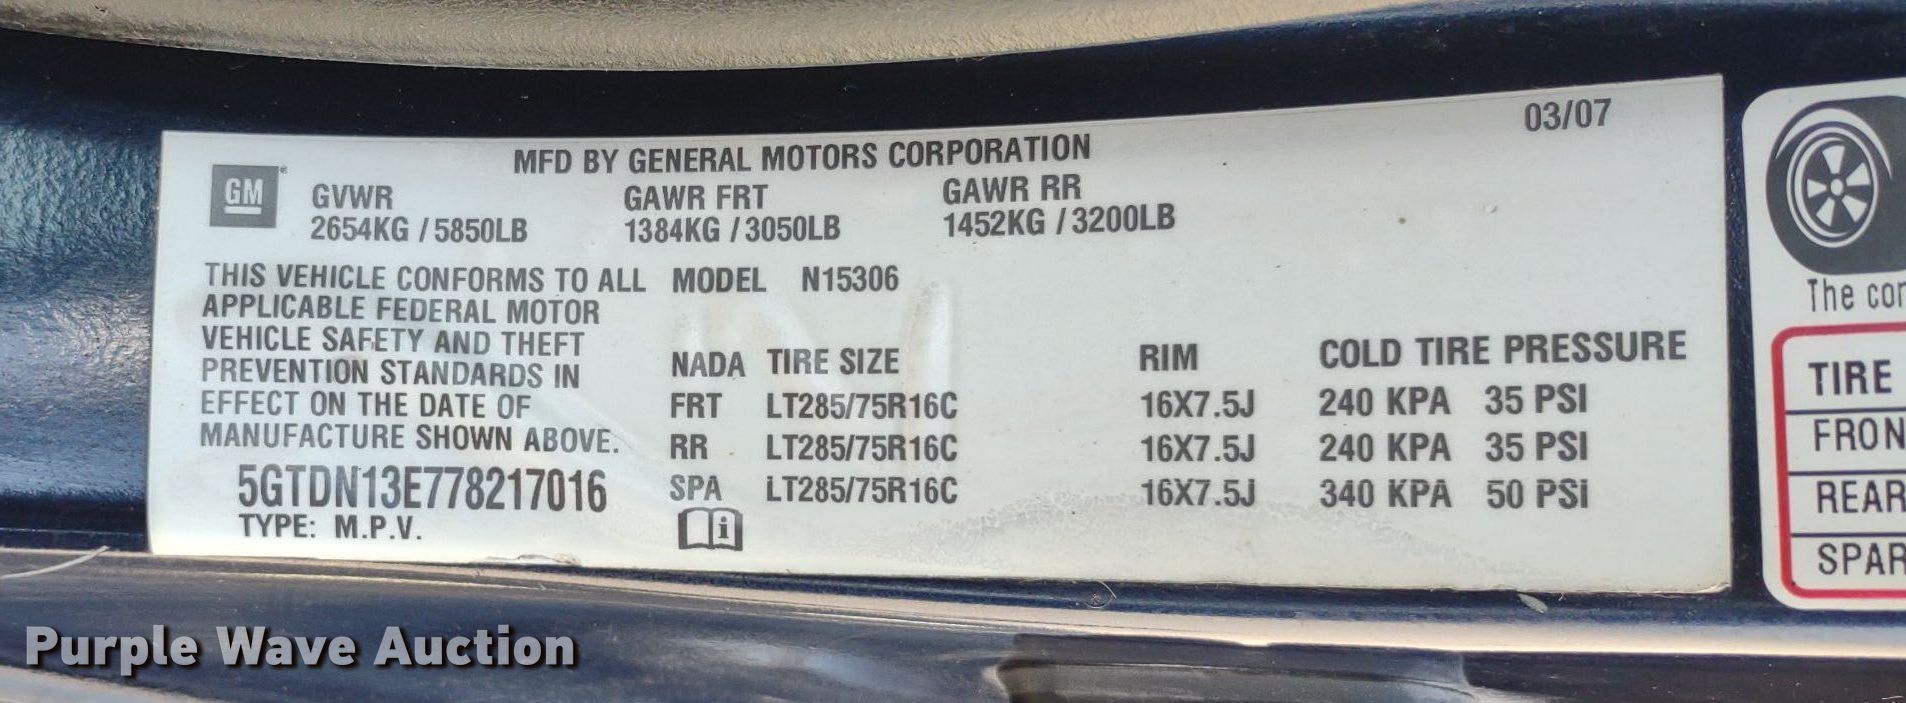 03/07
MFD BY GENERAL MOTORS CORPORATION
GM
GVWR GAWR FRT GAWR RR
2654KG / 5850LB 1384KG / 3050LB 1452KG / 3200LB
THIS VEHICLE CONFORMS TO ALL
APPLICABLE FEDERAL MOTOR
VEHICLE SAFETY AND THEFT
PREVENTION STANDARDS IN
EFFECT ON THE DATE OF
MANUFACTURE SHOWN ABOVE.
5GTDN13E778217016
TYPE: M.P.V.
MODEL N15306
NADA TIRE SIZE RIM COLD TIRE PRESSURE
FRT LT285/75R16C 16X7.5J 240 KPA 35 PSI
RR LT285/75R16C 16X7.5J 240 KPA 35 PSI
SPA LT285/75R16C 16X7.5J 340 KPA 50 PSi
i
The
TIRE
FRON
REAR
SPAR
Purple Wave Auction